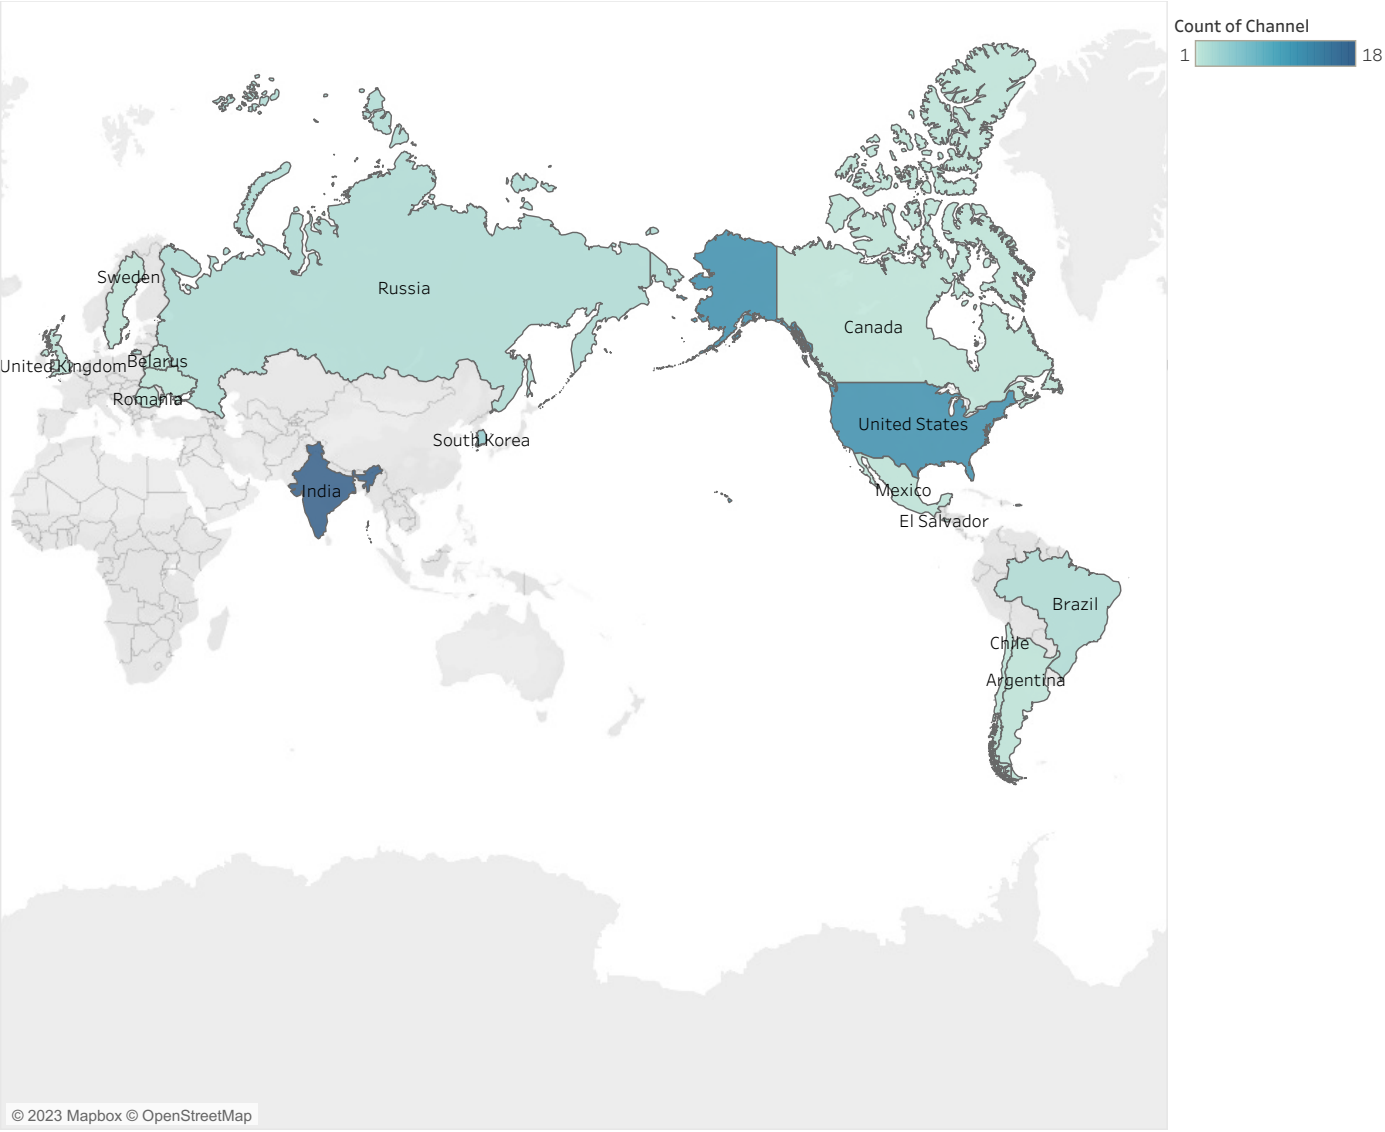 Count of Channel
1 18
Sweden
Russia
Canada
United Kingdom
Belarus
Romania
United States
South Korea
India
Mexico
El Salvador
Brazil
Chile
Argentina
© 2023 Mapbox © OpenStreetMap